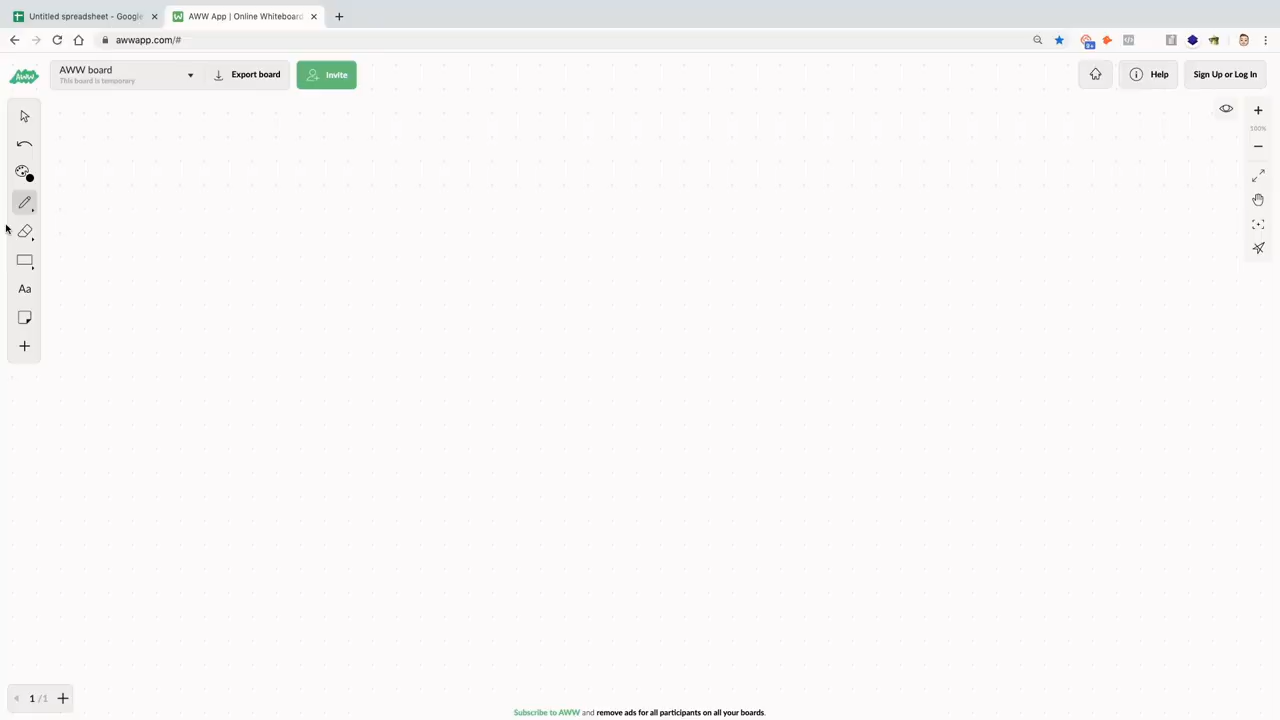 Untitled spreadsheet - Google
AWW App | Online Whiteboard
awwapp.com/#
AWW
AWW board
This board is temporary
Export board
Invite
Help
Sign Up or Log In
100%
Aa
1 /1
Subscribe to AWW and remove ads for all participants on all your boards.